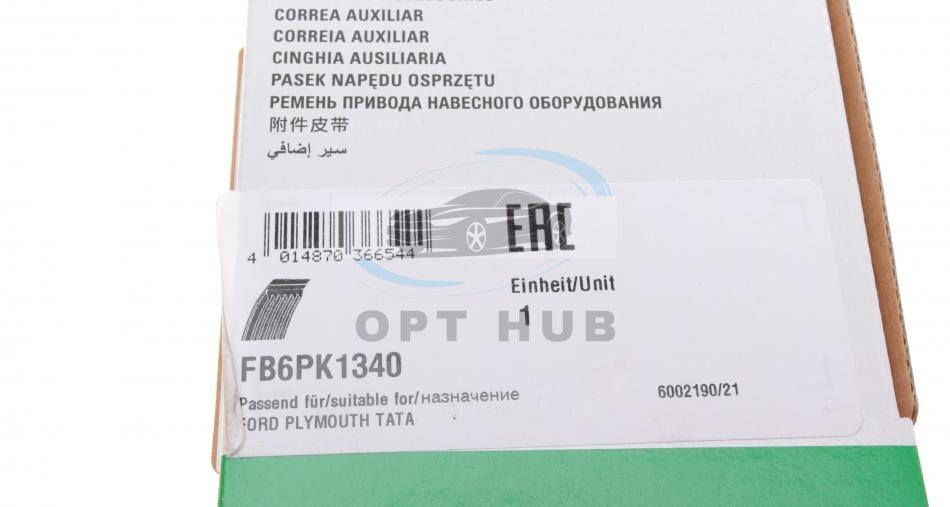 CORREA AUXILIAR
CORREIA AUXILIAR
CINGHIA AUSILIARIA
PASEK NAPĘDU OSPRZĘTU
РЕМЕНЬ ПРИВОДА НАВЕСНОГО ОБОРУДОВАНИЯ
附件皮带
سير إضافي
4 014870 366544
EAC
Einheit/Unit
1
OPT HUB
FB6PK1340
Passend für/suitable for/назначение
6002190/21
FORD PLYMOUTH TATA